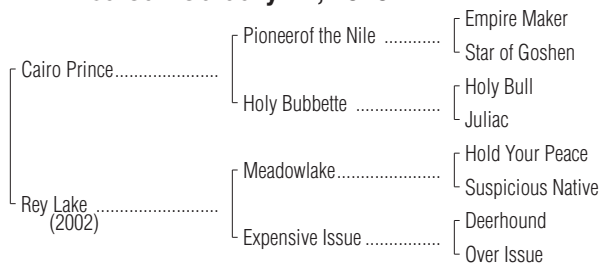 Cairo Prince......................
Pioneerof the Nile ............
Empire Maker
Star of Goshen
Holy Bubbette ..................
Holy Bull
Juliac
Rey Lake ..........................
(2002)
Meadowlake......................
Hold Your Peace
Suspicious Native
Expensive Issue ................
Deerhound
Over Issue